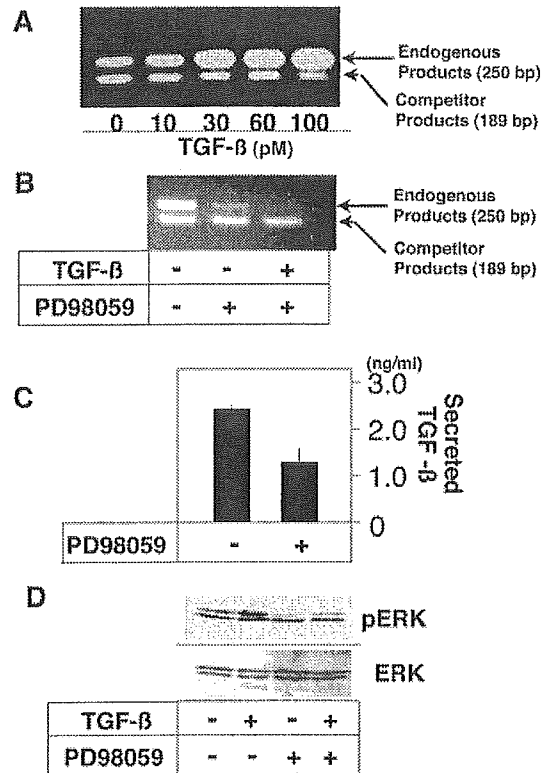 A
Endogenous
Products (250 bp)
Competitor
Products (189 bp)
0 10 30 60 100
TGF-ß (pM)
B
Endogenous
Products (250 bp)
Competitor
Products (189 bp)
TGF-ß - - +
PD98059 - + +
C
(ng/ml)
3.0
2.0
1.0
0
Secreted
TGF -ß
PD98059 - +
D
pERK
ERK
TGF-ß - + - +
PD98059 - - + +